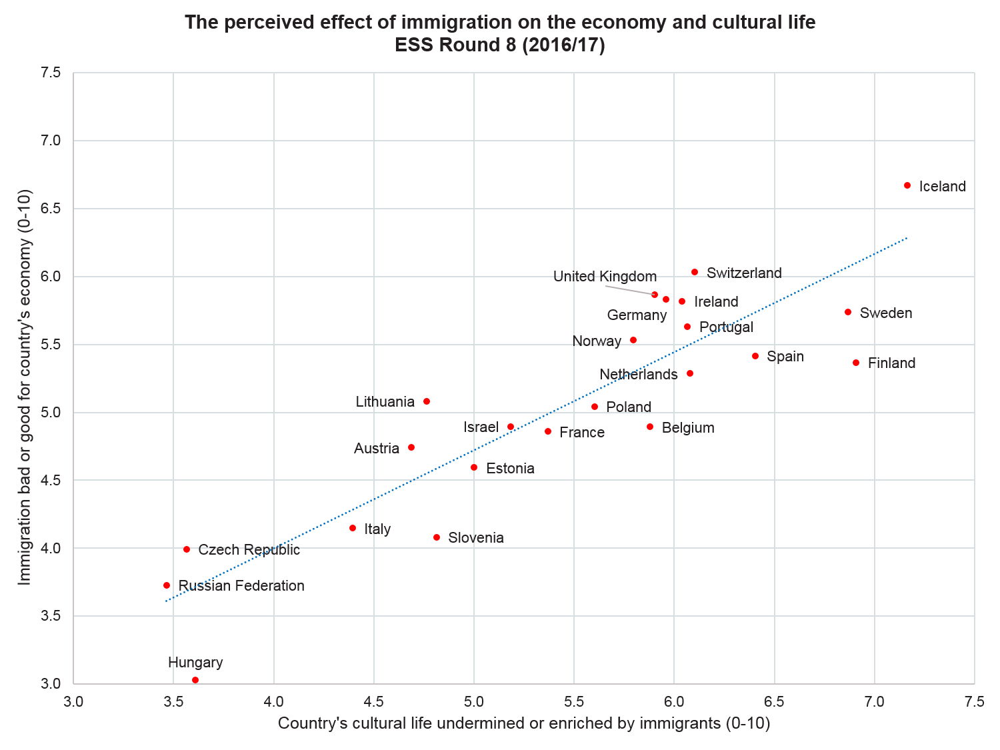 The perceived effect of immigration on the economy and cultural life
ESS Round 8 (2016/17)
7.5
7.0
6.5
6.0
5.5
5.0
4.5
4.0
3.5
3.0
Immigration bad or good for country's economy (0-10)
Iceland
Switzerland
United Kingdom
Ireland
Germany
Sweden
Portugal
Norway
Spain
Finland
Netherlands
Lithuania
Poland
Israel
France
Belgium
Austria
Estonia
Italy
Slovenia
Czech Republic
Russian Federation
Hungary
3.0 3.5 4.0 4.5 5.0 5.5 6.0 6.5 7.0 7.5
Country's cultural life undermined or enriched by immigrants (0-10)